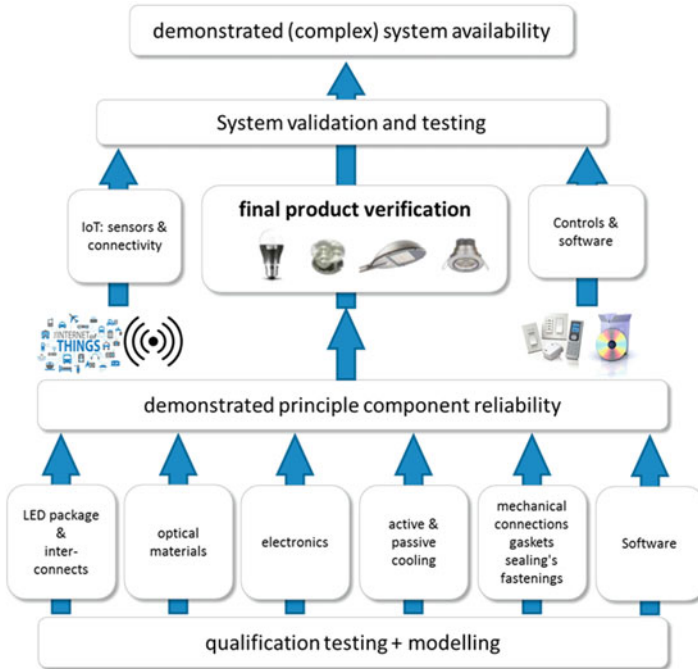 demonstrated (complex) system availability
System validation and testing
IoT: sensors &
connectivity
final product verification
Controls &
software
THE INTERNET of
THINGS
demonstrated principle component reliability
LED package
&
inter-
connects
optical
materials
electronics
active &
passive
cooling
mechanical
connections
gaskets
sealing's
fastenings
Software
qualification testing + modelling